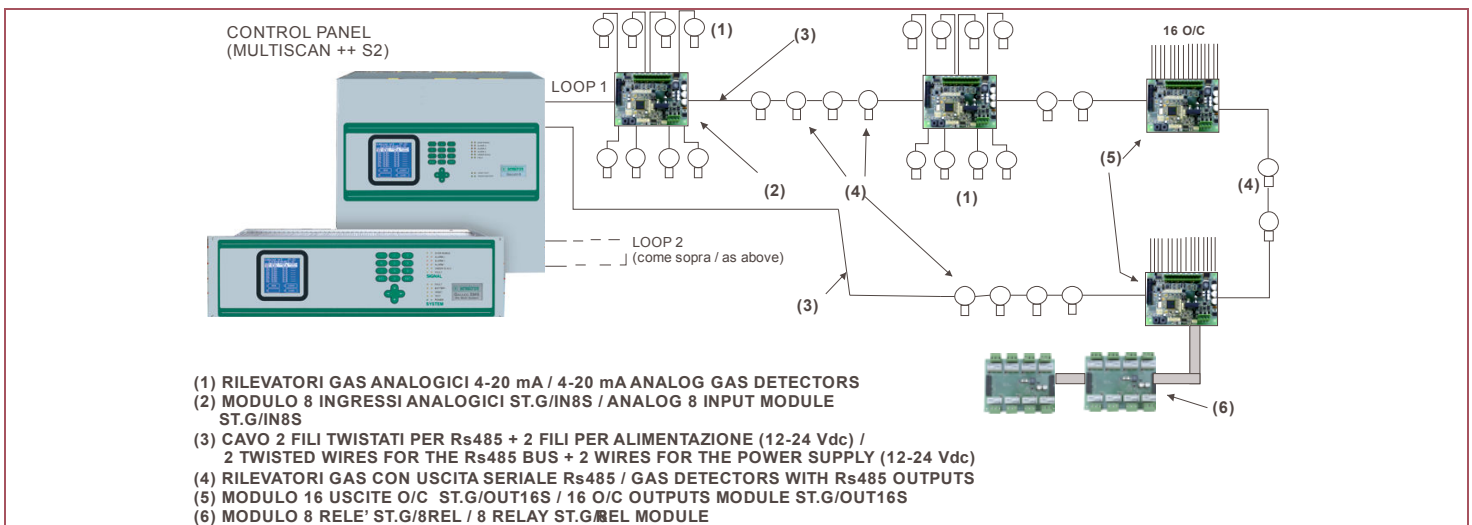 CONTROL PANEL
(MULTISCAN ++ S2)
(1)
(3)
16 O/C
LOOP 1
(5)
(2)
(4)
(1)
(4)
LOOP 2
(come sopra / as above)
(3)
SIGNAL
SYSTEM
(6)
(1) RILEVATORI GAS ANALOGICI 4-20 mA / 4-20 mA ANALOG GAS DETECTORS
(2) MODULO 8 INGRESSI ANALOGICI ST.G/IN8S / ANALOG 8 INPUT MODULE
ST.G/IN8S
(3) CAVO 2 FILI TWISTATI PER Rs485 + 2 FILI PER ALIMENTAZIONE (12-24 Vdc) /
2 TWISTED WIRES FOR THE Rs485 BUS + 2 WIRES FOR THE POWER SUPPLY (12-24 Vdc)
(4) RILEVATORI GAS CON USCITA SERIALE Rs485 / GAS DETECTORS WITH Rs485 OUTPUTS
(5) MODULO 16 USCITE O/C ST.G/OUT16S / 16 O/C OUTPUTS MODULE ST.G/OUT16S
(6) MODULO 8 RELE' ST.G/8REL / 8 RELAY ST.G/8REL MODULE